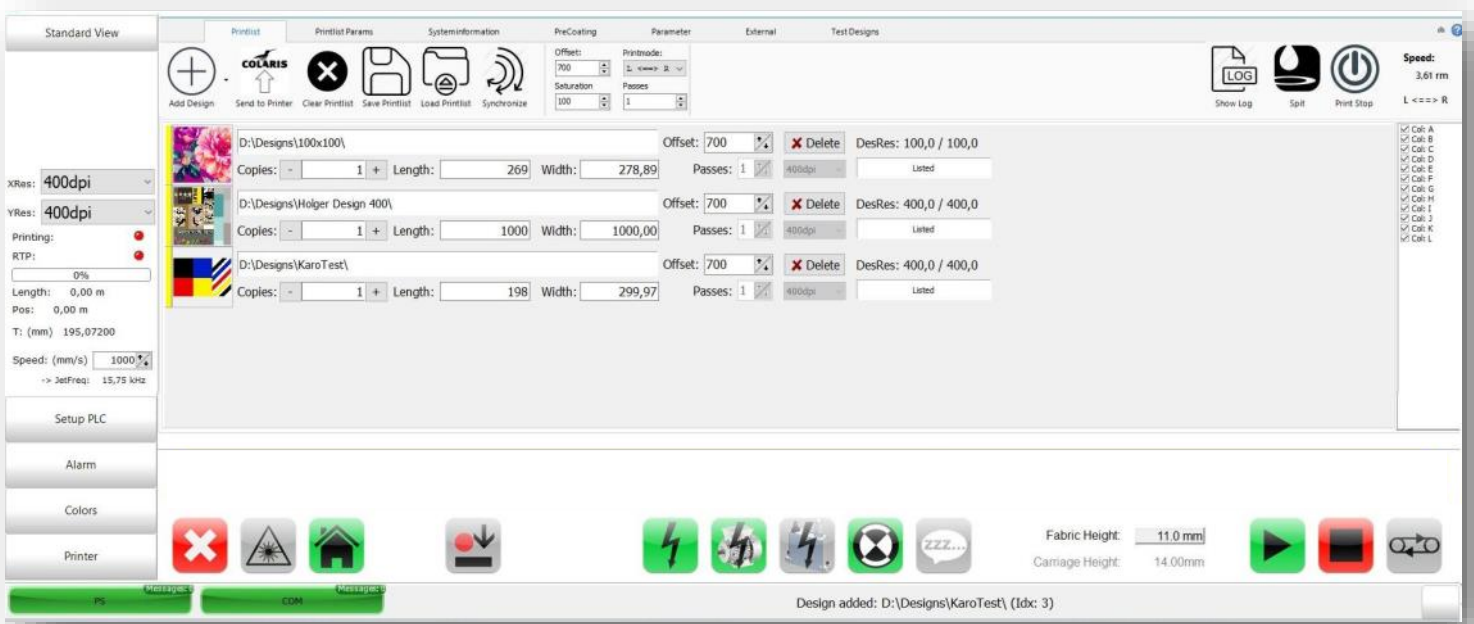 Standard View
Printlist Printlist Params Systeminformation PreCoating Parameter External Test Designs
COLARIS
Add Design Send to Printer Clear Printlist Save Printlist Load Printlist Synchronize
Offset: Printmode:
700 L <==> R
Saturation Passes
100 1
LOG
Show Log Spit Print Stop
Speed:
3,61 rm
L <==> R
XRes: 400dpi
YRes: 400dpi
Printing:
RTP:
0%
Length: 0,00 m
Pos: 0,00 m
T: (mm) 195,07200
Speed: (mm/s) 1000
-> JetFreq: 15,75 kHz
Setup PLC
Alarm
Colors
Printer
D:\Designs\100x100\ Offset: 700 Delete DesRes: 100,0 / 100,0
Copies: - 1 + Length: 269 Width: 278,89 Passes: 1 400dpi Listed
D:\Designs\Holger Design 400\ Offset: 700 Delete DesRes: 400,0 / 400,0
Copies: - 1 + Length: 1000 Width: 1000,00 Passes: 1 400dpi Listed
D:\Designs\KaroTest\ Offset: 700 Delete DesRes: 400,0 / 400,0
Copies: - 1 + Length: 198 Width: 299,97 Passes: 1 400dpi Listed
Col: A
Col: B
Col: C
Col: D
Col: E
Col: F
Col: G
Col: H
Col: I
Col: J
Col: K
Col: L
zzz...
Fabric Height: 11.0 mm
Carriage Height: 14.00mm
PS Messages: 0
COM Messages: 0
Design added: D:\Designs\KaroTest\ (Idx: 3)